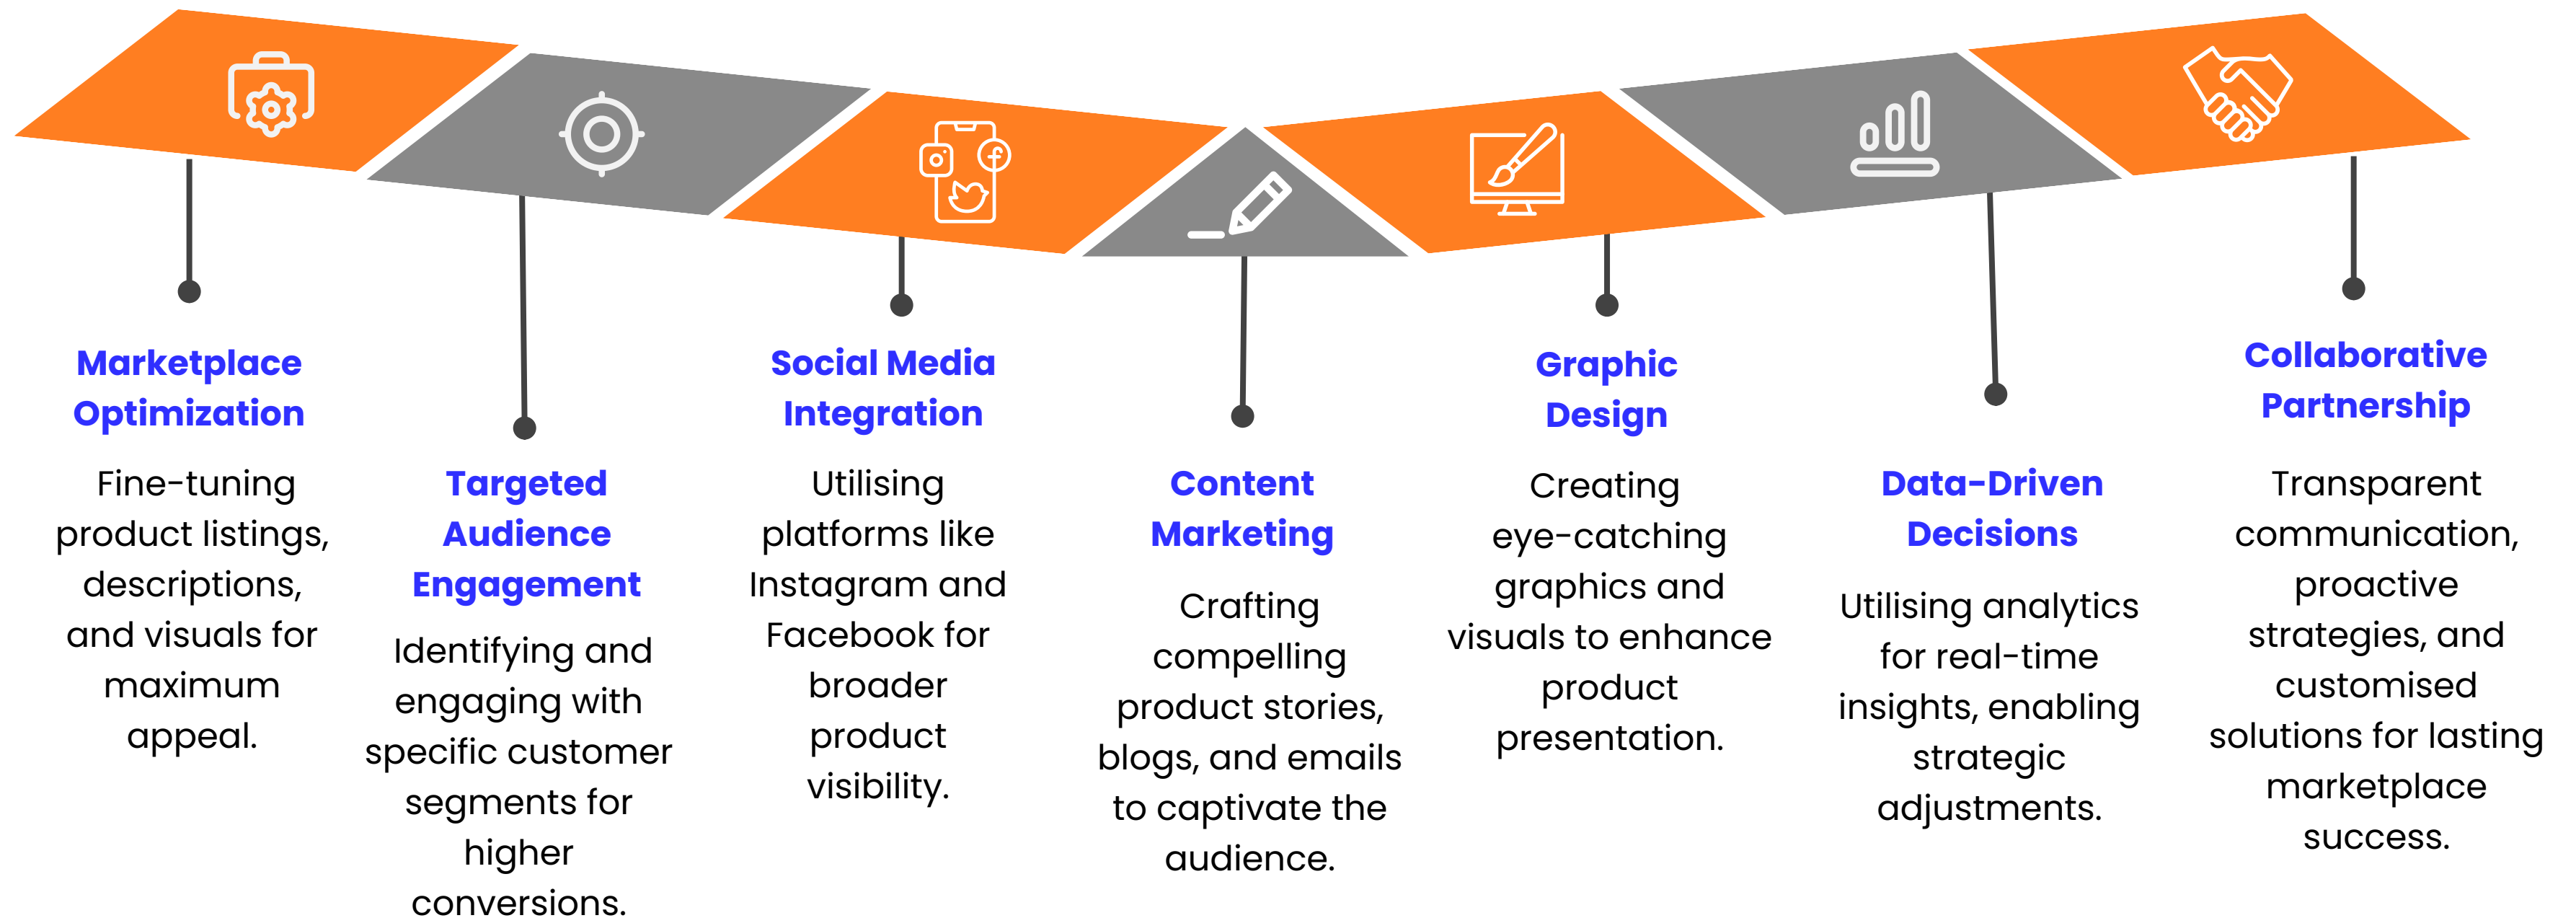 Marketplace
Optimization
Fine-tuning
product listings,
descriptions,
and visuals for
maximum
appeal.
Targeted
Audience
Engagement
Identifying and
engaging with
specific customer
segments for
higher
conversions.
Social Media
Integration
Utilising
platforms like
Instagram and
Facebook for
broader
product
visibility.
Content
Marketing
Crafting
compelling
product stories,
blogs, and emails
to captivate the
audience.
Graphic
Design
Creating
eye-catching
graphics and
visuals to enhance
product
presentation.
Data-Driven
Decisions
Utilising analytics
for real-time
insights, enabling
strategic
adjustments.
Collaborative
Partnership
Transparent
communication,
proactive
strategies, and
customised
solutions for lasting
marketplace
success.